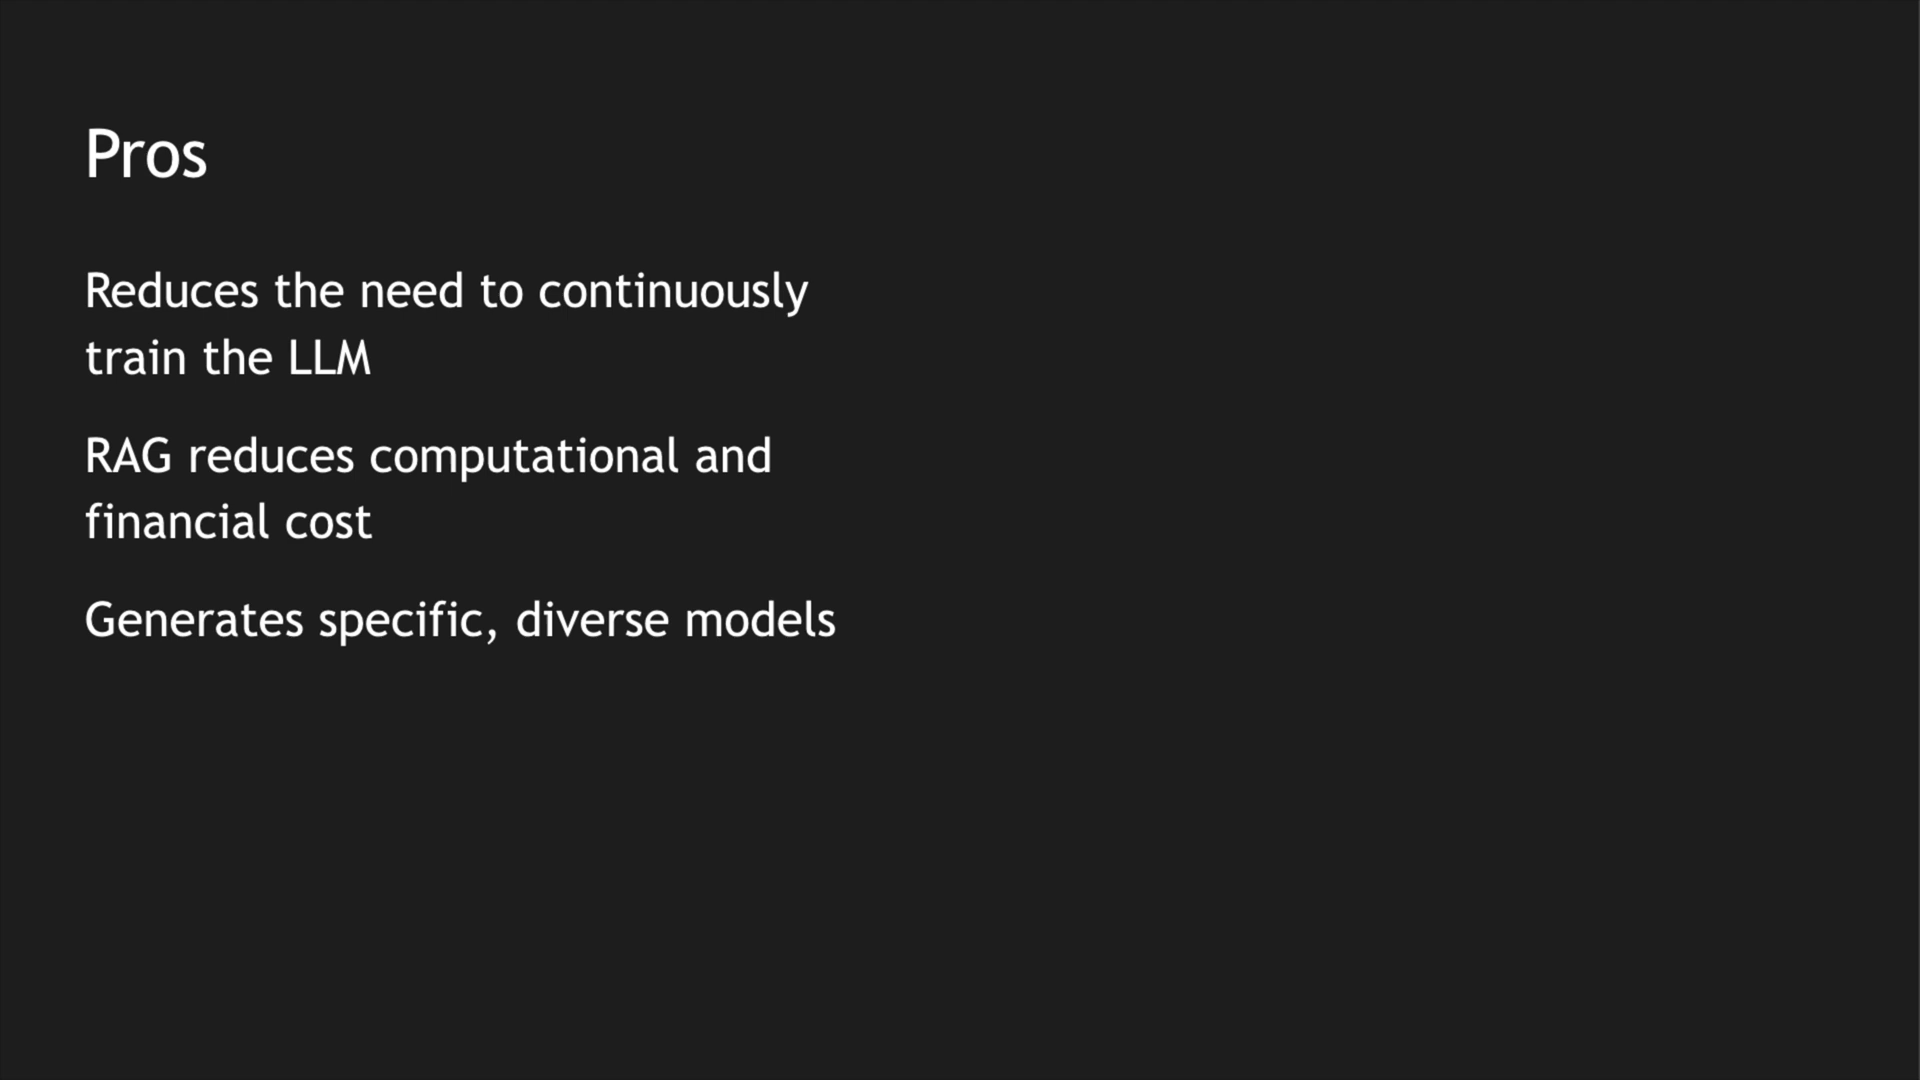 Pros
Reduces the need to continuously
train the LLM
RAG reduces computational and
financial cost
Generates specific, diverse models